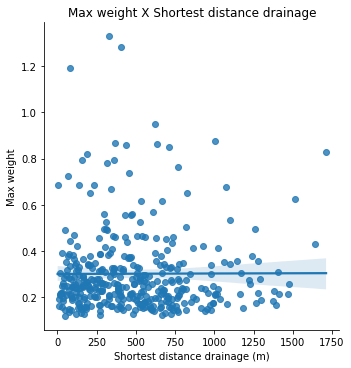 Max weight X Shortest distance drainage
1.2
1.0
0.8
0.6
0.4
0.2
Max weight
0 250 500 750 1000 1250 1500 1750
Shortest distance drainage (m)